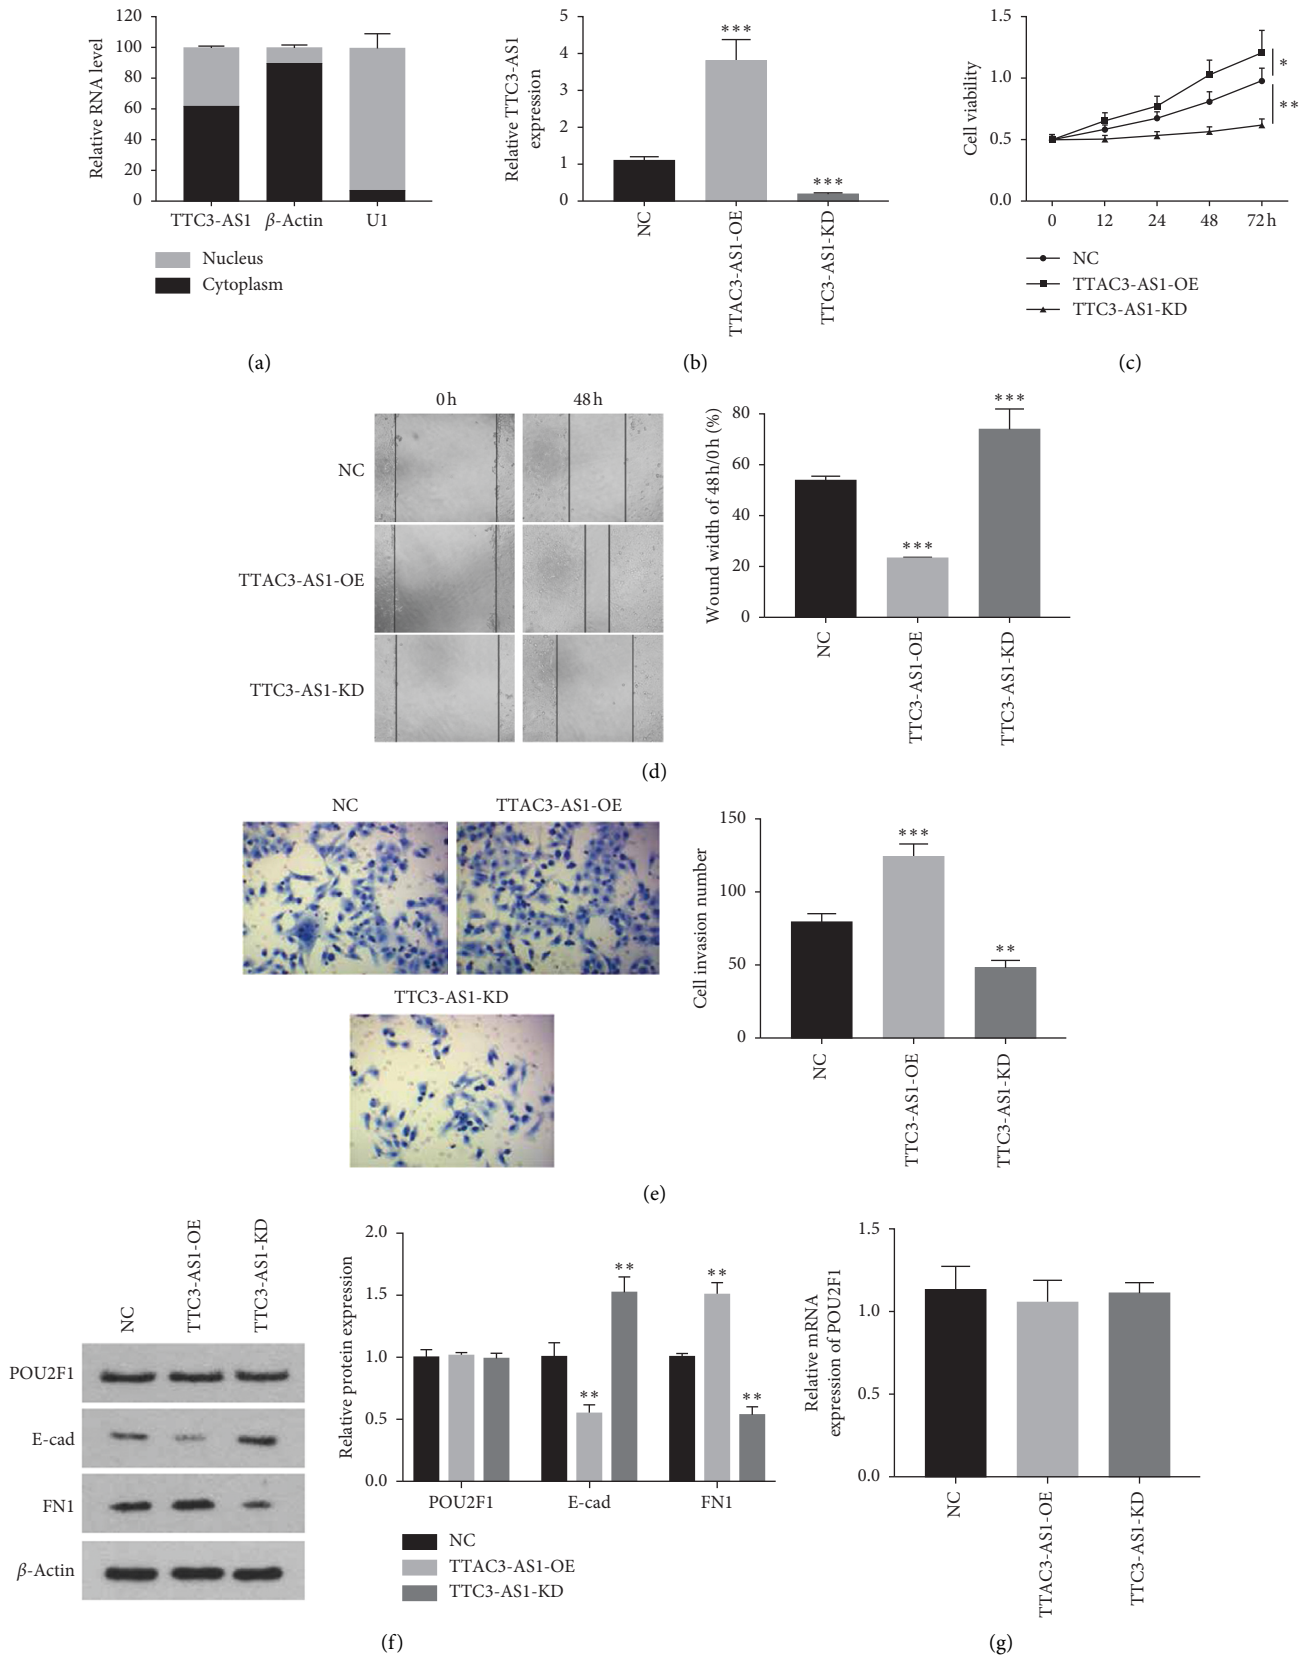 120
100
80
60
40
20
0
Relative RNA level
TTC3-AS1 β-Actin U1
Nucleus
Cytoplasm
(a)
5
4
3
2
1
0
Relative TTC3-AS1
expression
***
***
NC
TTAC3-AS1-OE
TTC3-AS1-KD
(b)
1.5
1.0
0.5
0.0
Cell viability
*
**
0 12 24 48 72 h
NC
TTAC3-AS1-OE
TTC3-AS1-KD
(c)
0 h 48 h
NC
TTAC3-AS1-OE
TTC3-AS1-KD
80
60
40
20
0
Wound width of 48 h/0 h (%)
***
***
NC
TTC3-AS1-OE
TTC3-AS1-KD
(d)
NC TTAC3-AS1-OE
TTC3-AS1-KD
150
100
50
0
Cell invasion number
***
**
NC
TTC3-AS1-OE
TTC3-AS1-KD
(e)
NC
TTC3-AS1-OE
TTC3-AS1-KD
POU2F1
E-cad
FN1
β-Actin
2.0
1.5
1.0
0.5
0.0
Relative protein expression
**
**
**
**
POU2F1 E-cad FN1
NC
TTAC3-AS1-OE
TTC3-AS1-KD
(f)
1.5
1.0
0.5
0.0
Relative mRNA
expression of POU2F1
NC
TTAC3-AS1-OE
TTC3-AS1-KD
(g)